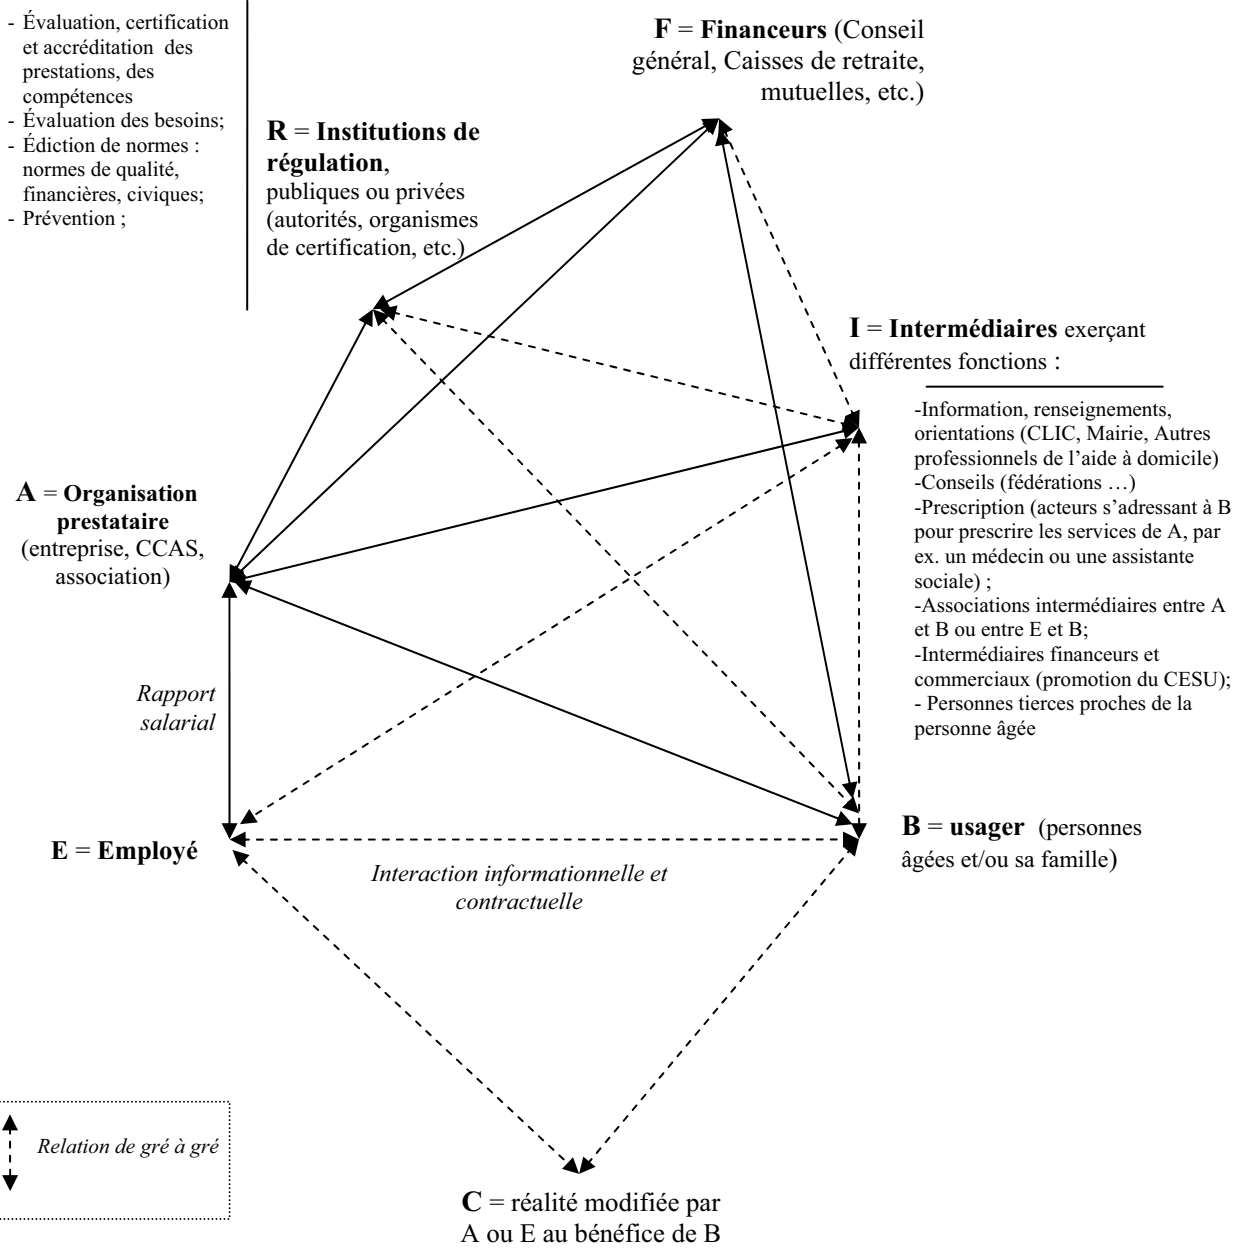 - Évaluation, certification
et accréditation des
prestations, des
compétences
- Évaluation des besoins;
- Édiction de normes :
normes de qualité,
financières, civiques;
- Prévention ;
R = Institutions de
régulation,
publiques ou privées
(autorités, organismes
de certification, etc.)
F = Financeurs (Conseil
général, Caisses de retraite,
mutuelles, etc.)
I = Intermédiaires exerçant
différentes fonctions :
-Information, renseignements,
orientations (CLIC, Mairie, Autres
professionnels de l'aide à domicile)
-Conseils (fédérations …)
-Prescription (acteurs s'adressant à B
pour prescrire les services de A, par
ex. un médecin ou une assistante
sociale) ;
-Associations intermédiaires entre A
et B ou entre E et B;
-Intermédiaires financeurs et
commerciaux (promotion du CESU);
- Personnes tierces proches de la
personne âgée
A = Organisation
prestataire
(entreprise, CCAS,
association)
Rapport
salarial
E = Employé
Interaction informationnelle et
contractuelle
B = usager (personnes
âgées et/ou sa famille)
Relation de gré à gré
C = réalité modifiée par
A ou E au bénéfice de B